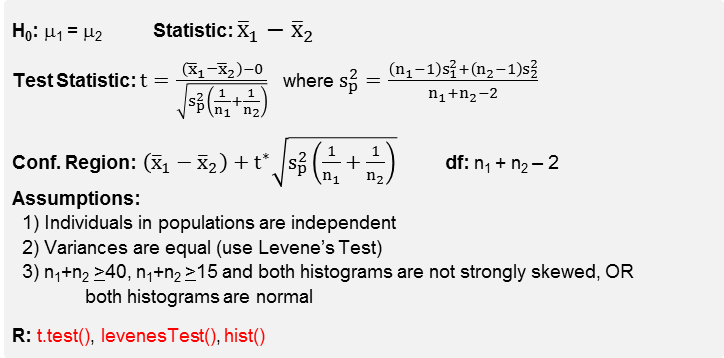 H₀: μ₁ = μ₂ Statistic: x̄₁ − x̄₂
Test Statistic: t = (x̄₁−x̄₂)−0 / √(s²ₚ(1/n₁+1/n₂)) where s²ₚ = (n₁−1)s²₁+(n₂−1)s²₂ / n₁+n₂−2
Conf. Region: (x̄₁ − x̄₂) + t* √(s²ₚ(1/n₁ + 1/n₂)) df: n₁ + n₂ – 2
Assumptions:
1) Individuals in populations are independent
2) Variances are equal (use Levene's Test)
3) n₁+n₂ ≥40, n₁+n₂ ≥15 and both histograms are not strongly skewed, OR
both histograms are normal
R: t.test(), levenesTest(), hist()